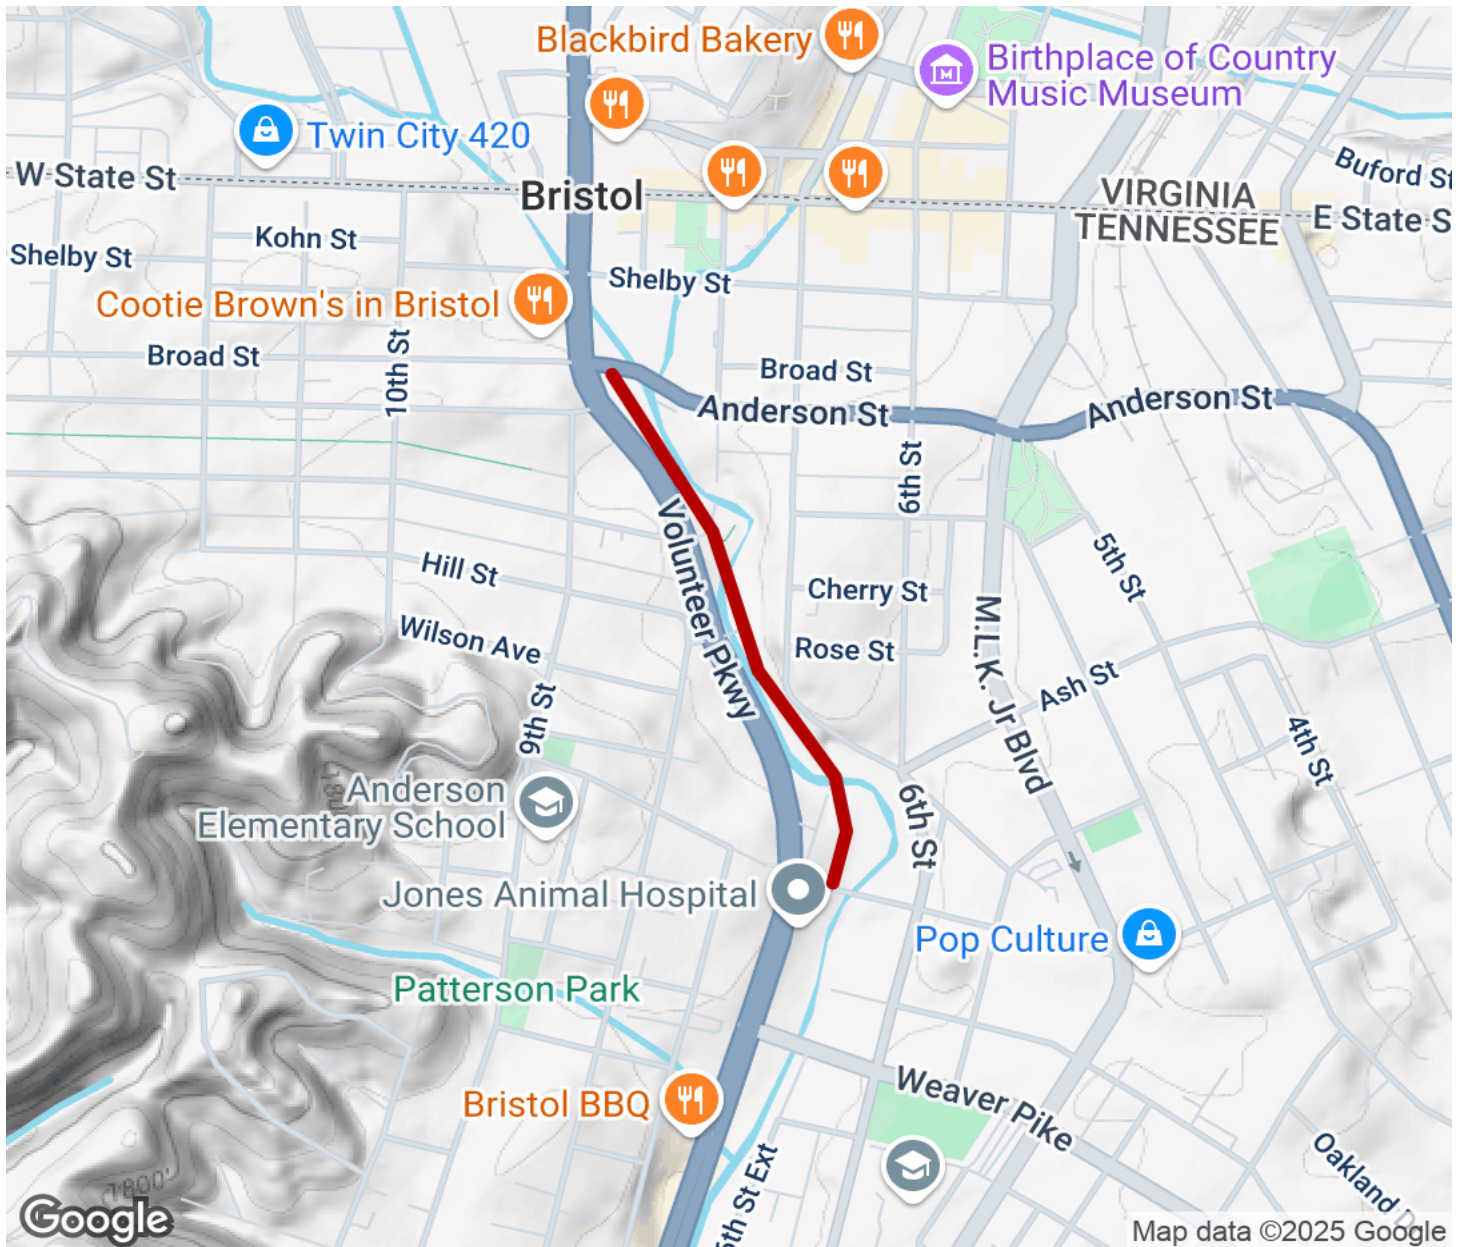 Blackbird Bakery
Birthplace of Country
Music Museum
Twin City 420
W State St
Bristol
VIRGINIA
TENNESSEE
Buford St
E State S
Kohn St
Shelby St
Shelby St
Cootie Brown's in Bristol
Broad St
10th St
Broad St
Anderson St
Anderson St
6th St
Volunteer Pkwy
5th St
Hill St
Cherry St
Wilson Ave
Rose St
M.L.K. Jr Blvd
Ash St
9th St
4th St
Anderson
Elementary School
6th St
Jones Animal Hospital
Pop Culture
Patterson Park
Bristol BBQ
Weaver Pike
5th St Ext
Oakland D
1800'
Google
Map data ©2025 Google